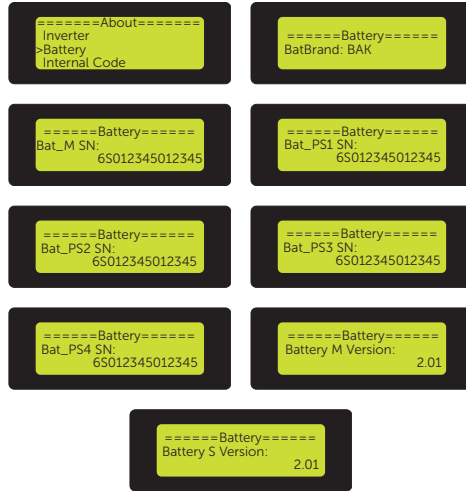 =======About=======
Inverter
>Battery
Internal Code
======Battery======
BatBrand: BAK
======Battery======
Bat_M SN:
6S012345012345
======Battery======
Bat_PS1 SN:
6S012345012345
======Battery======
Bat_PS2 SN:
6S012345012345
======Battery======
Bat_PS3 SN:
6S012345012345
======Battery======
Bat_PS4 SN:
6S012345012345
======Battery======
Battery M Version:
2.01
======Battery======
Battery S Version:
2.01